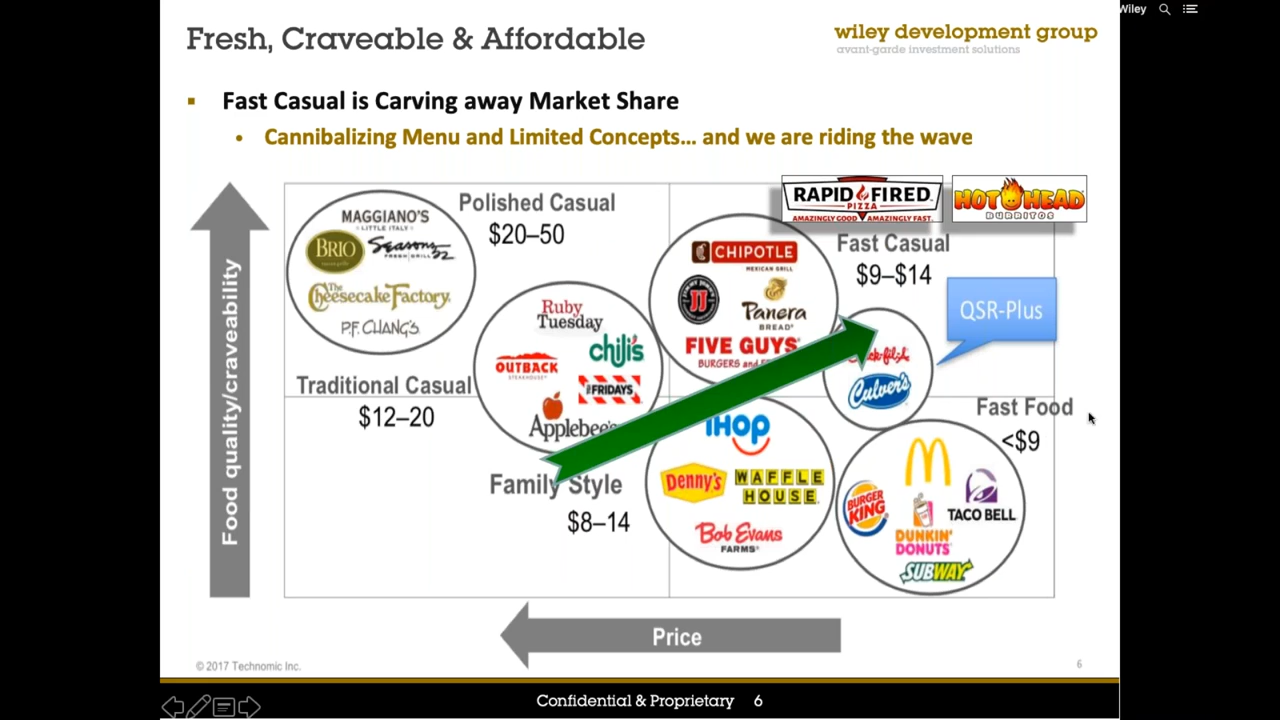 Wiley
Fresh, Craveable & Affordable
wiley development group
avant-garde investment solutions
Fast Casual is Carving away Market Share
Cannibalizing Menu and Limited Concepts... and we are riding the wave
Food quality/craveability
MAGGIANO'S
LITTLE ITALY
BRIO
Seasons 52
FRESH GRILL
The Cheesecake Factory
P.F. CHANG'S
Polished Casual
$20–50
Ruby Tuesday
chili's
OUTBACK
STEAKHOUSE
FRIDAYS
Applebee's
Traditional Casual
$12–20
RAPID FIRED
PIZZA
AMAZINGLY GOOD AMAZINGLY FAST.
HOT HEAD
BURRITOS
CHIPOTLE
MEXICAN GRILL
JJ
Panera
BREAD
FIVE GUYS
BURGERS and
Fast Casual
$9–$14
QSR-Plus
ck-fil-A
Culver's
IHOP
Denny's
WAFFLE HOUSE
Bob Evans
FARMS
Family Style
$8–14
Fast Food
<$9
BURGER KING
TACO BELL
DUNKIN' DONUTS
SUBWAY
Price
© 2017 Technomic Inc.
6
Confidential & Proprietary 6